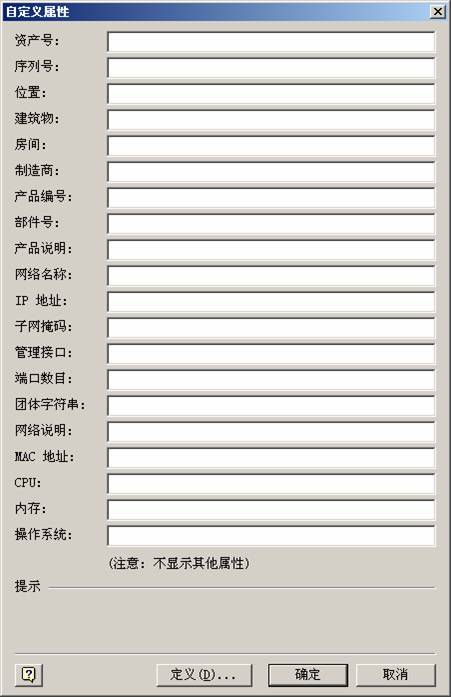 自定义属性
资产号:
序列号:
位置:
建筑物:
房间:
制造商:
产品编号:
部件号:
产品说明:
网络名称:
IP 地址:
子网掩码:
管理接口:
端口数目:
团体字符串:
网络说明:
MAC 地址:
CPU:
内存:
操作系统:
(注意: 不显示其他属性)
提示
定义(D)... 确定 取消